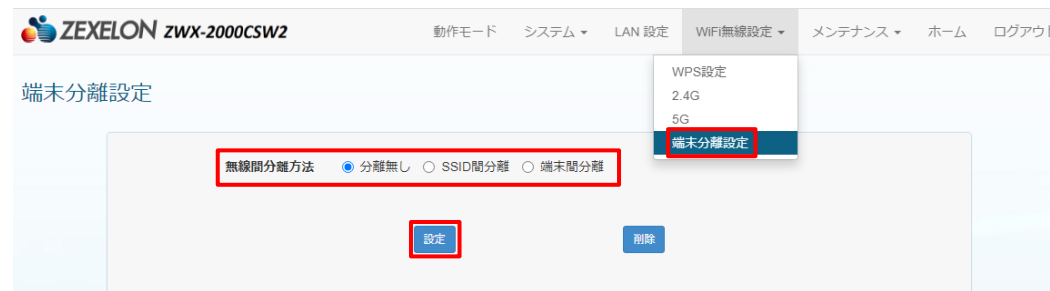 ZEXELON ZWX-2000CSW2 動作モード システム LAN 設定 WiFi無線設定 メンテナンス ホーム ログアウト
WPS設定
端末分離設定
2.4G
5G
端末分離設定
無線間分離方法 分離無し SSID間分離 端末間分離
設定 削除